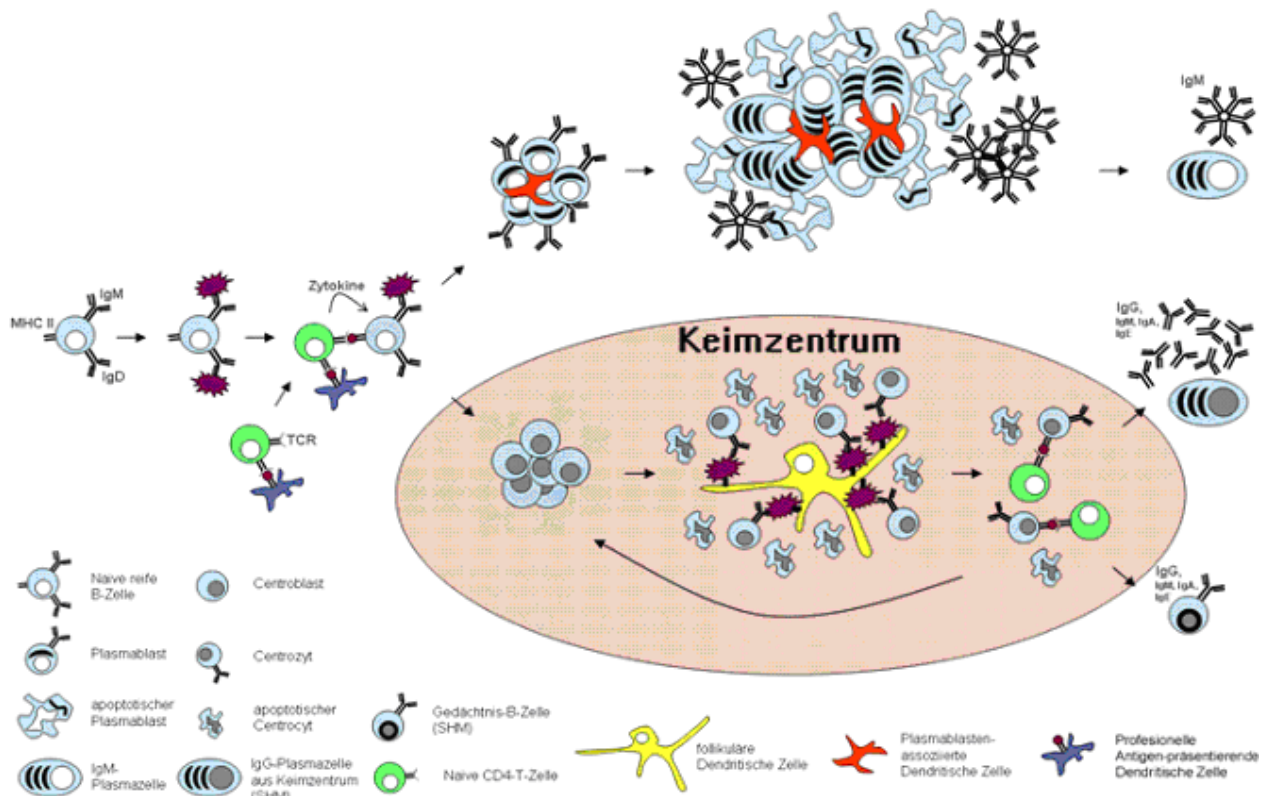 IgM
Zytokine
IgM
MHC II
IgD
TCR
Keimzentrum
IgG,
IgM, IgA,
IgE
IgG,
IgM, IgA,
IgE
Naive reife
B-Zelle
Centroblast
Plasmablast
Centrozyt
apoptotischer
Plasmablast
apoptotischer
Centrocyt
Gedächtnis-B-Zelle
(SHM)
IgM-
Plasmazelle
IgG-Plasmazelle
aus Keimzentrum
(SHM)
Naive CD4-T-Zelle
follikuläre
Dendritische Zelle
Plasmablasten-
assoziierte
Dendritische Zelle
Profesionelle
Antigen-präsentierende
Dendritische Zelle